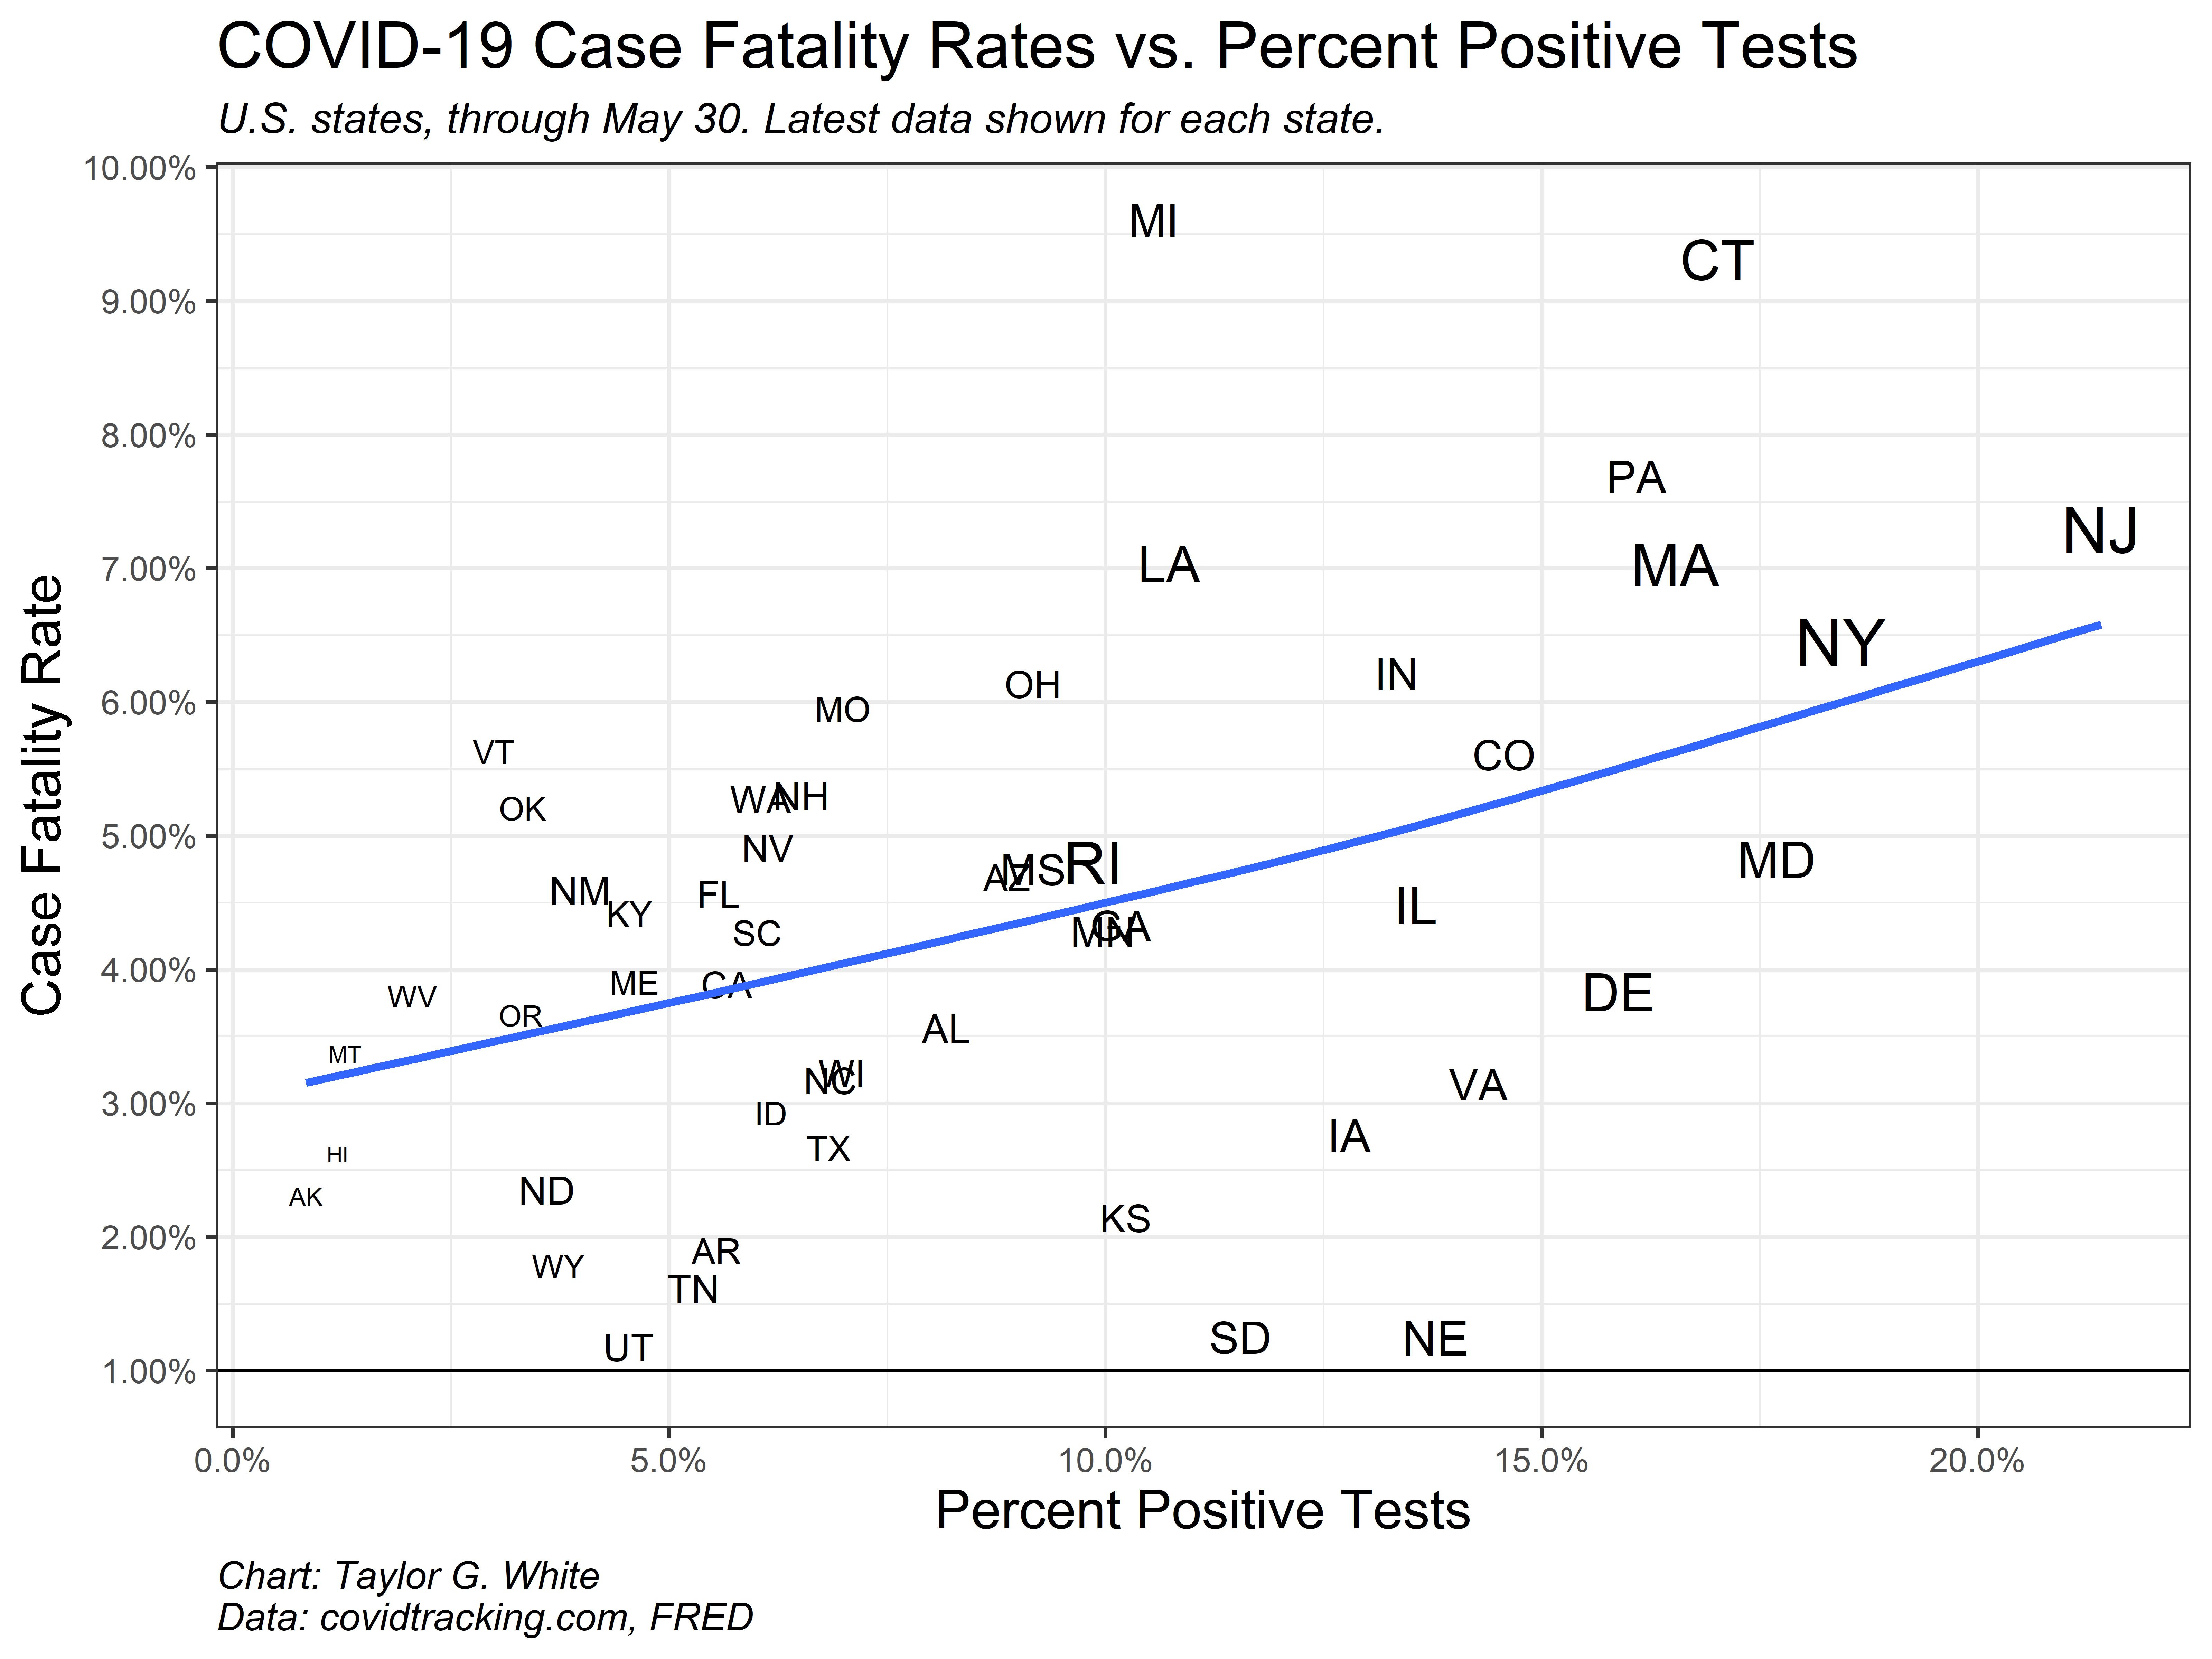 COVID-19 Case Fatality Rates vs. Percent Positive Tests
U.S. states, through May 30. Latest data shown for each state.
Case Fatality Rate
10.00%
9.00%
8.00%
7.00%
6.00%
5.00%
4.00%
3.00%
2.00%
1.00%
MI
CT
PA
NJ
LA
MA
NY
IN
OH
MO
VT
CO
WA
NH
OK
NV
RI
MS
AZ
MD
NM
FL
KY
IL
SC
GA
MN
ME
CA
WV
DE
OR
AL
MT
WI
NC
VA
ID
IA
TX
HI
AK
ND
KS
AR
WY
TN
UT
SD
NE
0.0%
5.0%
10.0%
15.0%
20.0%
Percent Positive Tests
Chart: Taylor G. White
Data: covidtracking.com, FRED